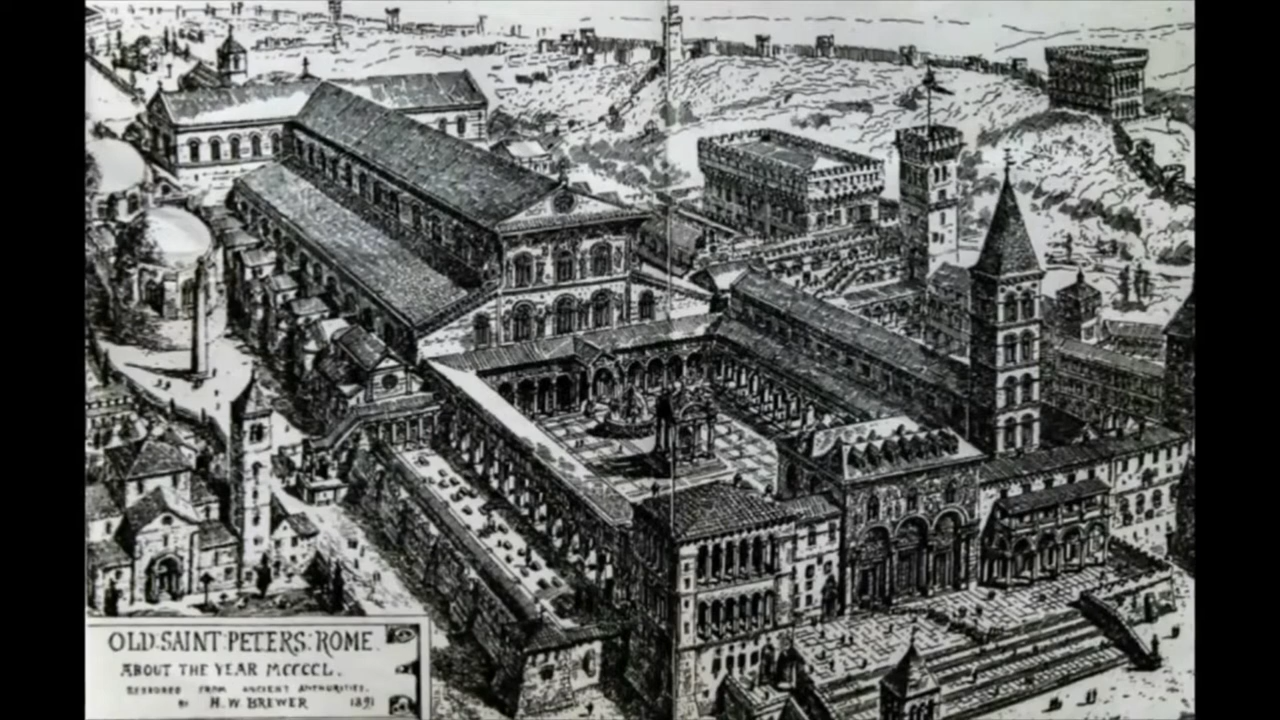 OLD.SAINT.PETERS:ROME.
ABOUT THE YEAR MCCCCL.
RESTORED FROM ANCIENT AUTHORITIES.
BY H.W.BREWER 1891